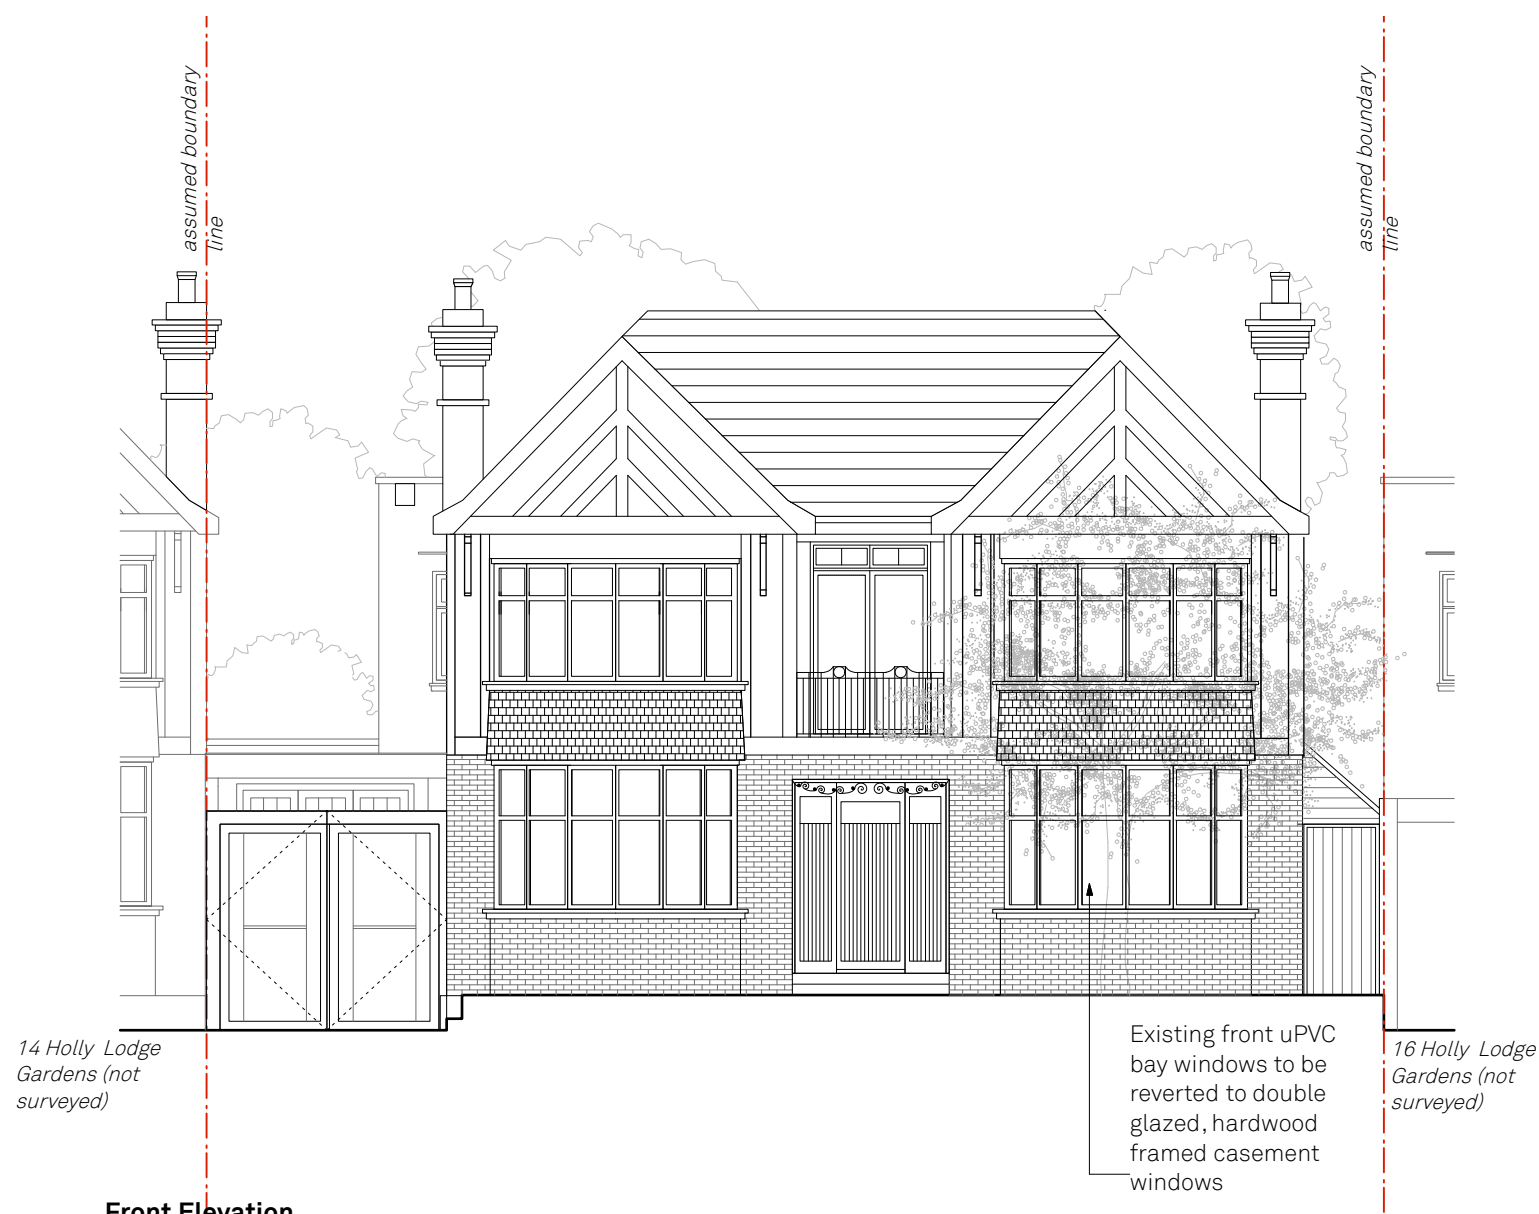 assumed boundary
line
assumed boundary
line
14 Holly Lodge
Gardens (not
surveyed)
Existing front uPVC
bay windows to be
reverted to double
glazed, hardwood
framed casement
windows
16 Holly Lodge
Gardens (not
surveyed)
Front Elevation